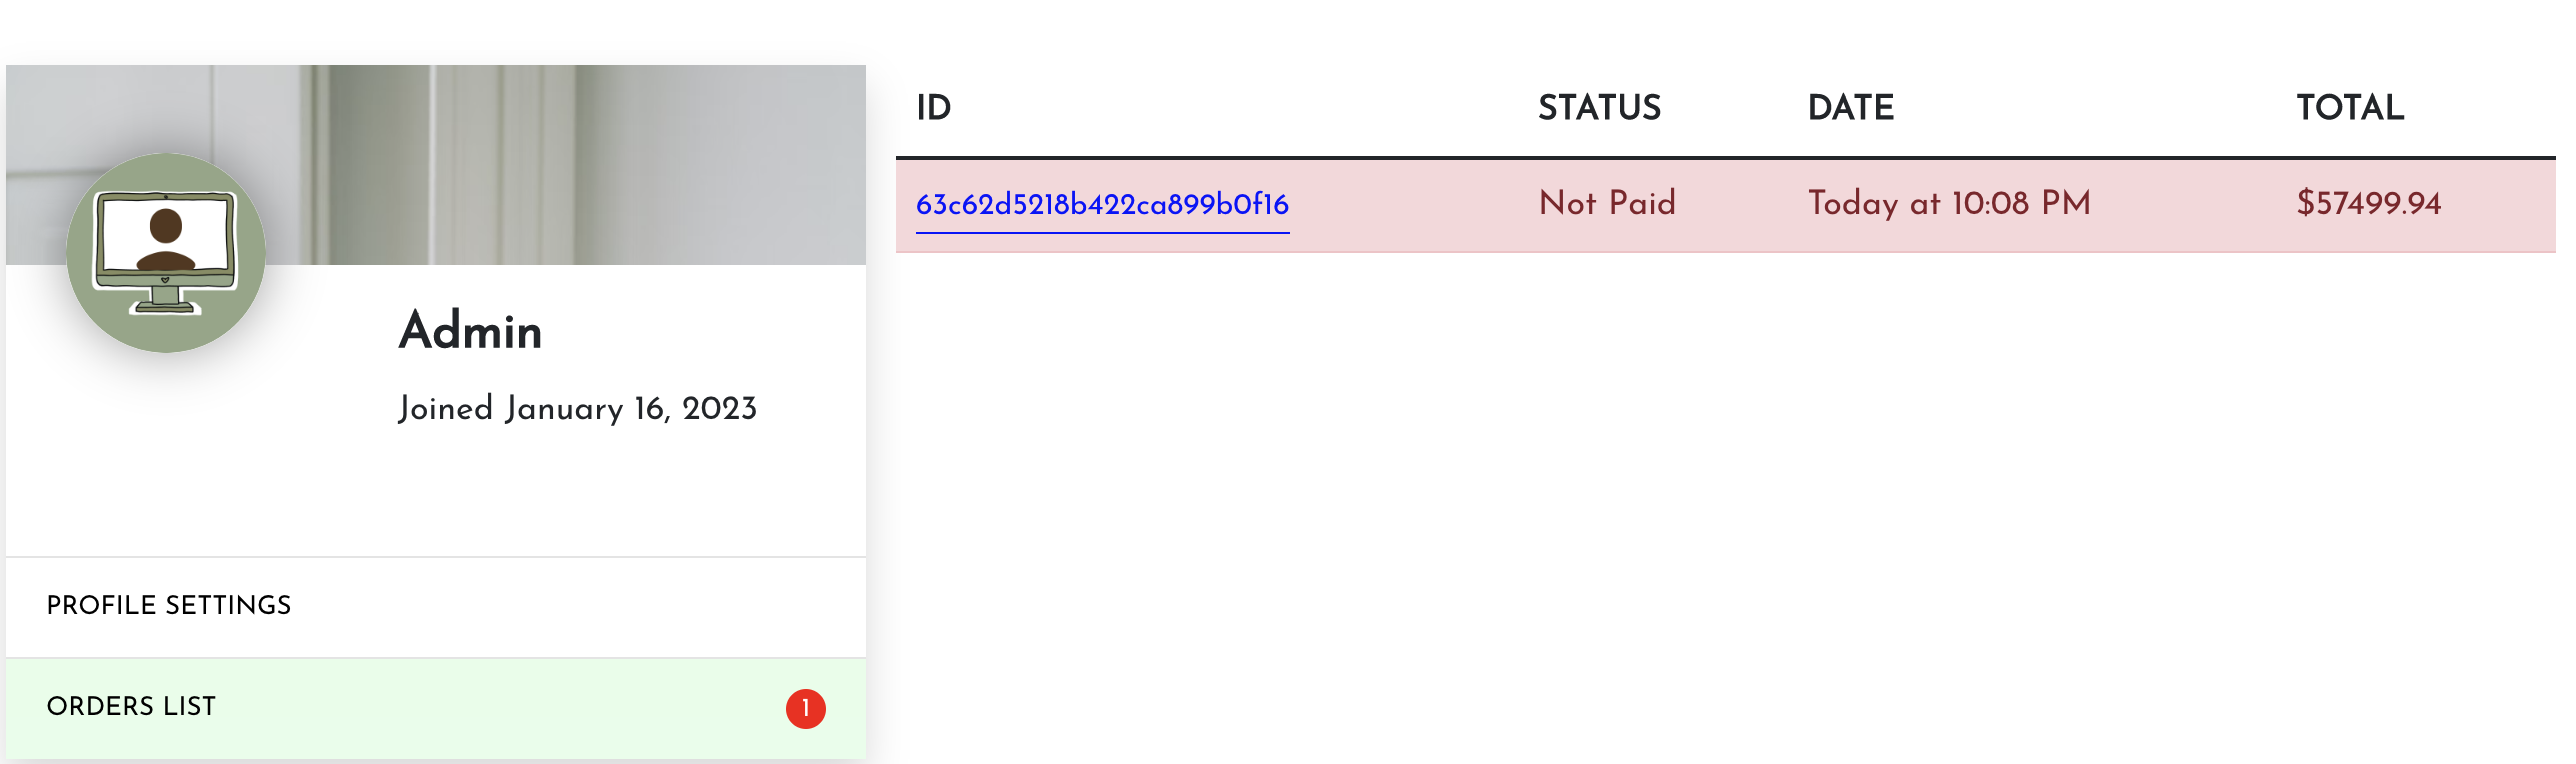 Admin
Joined January 16, 2023
PROFILE SETTINGS
ORDERS LIST 1
ID STATUS DATE TOTAL
63c62d5218b422ca899b0f16 Not Paid Today at 10:08 PM $57499.94